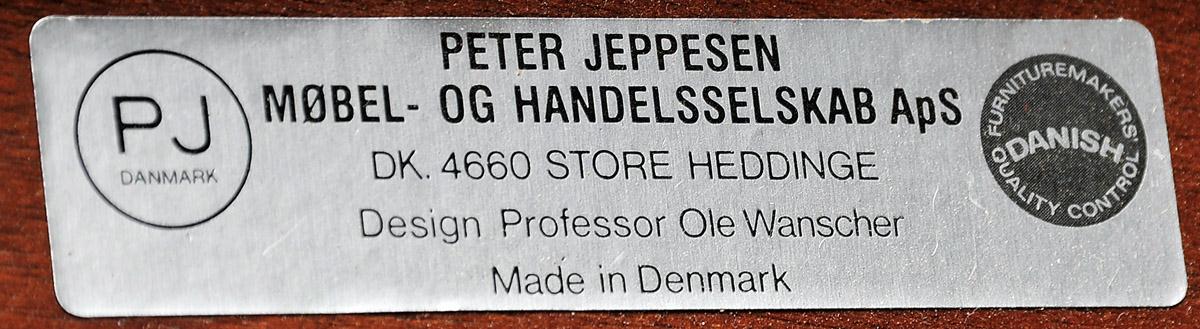 PJ
DANMARK
PETER JEPPESEN
MØBEL- OG HANDELSSELSKAB ApS
DK. 4660 STORE HEDDINGE
Design Professor Ole Wanscher
Made in Denmark
FURNITUREMAKERS'
DANISH
QUALITY CONTROL